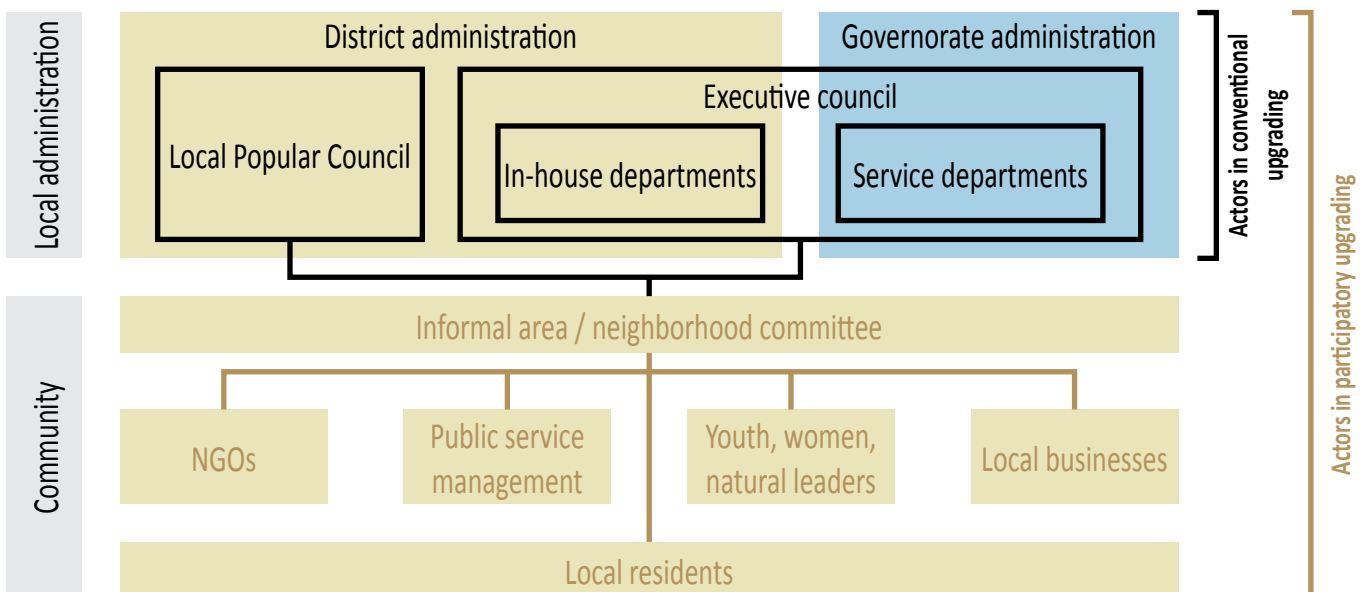 Local administration
District administration
Governorate administration
Executive council
Local Popular Council
In-house departments
Service departments
Actors in conventional
upgrading
Actors in participatory upgrading
Community
Informal area / neighborhood committee
NGOs
Public service
management
Youth, women,
natural leaders
Local businesses
Local residents